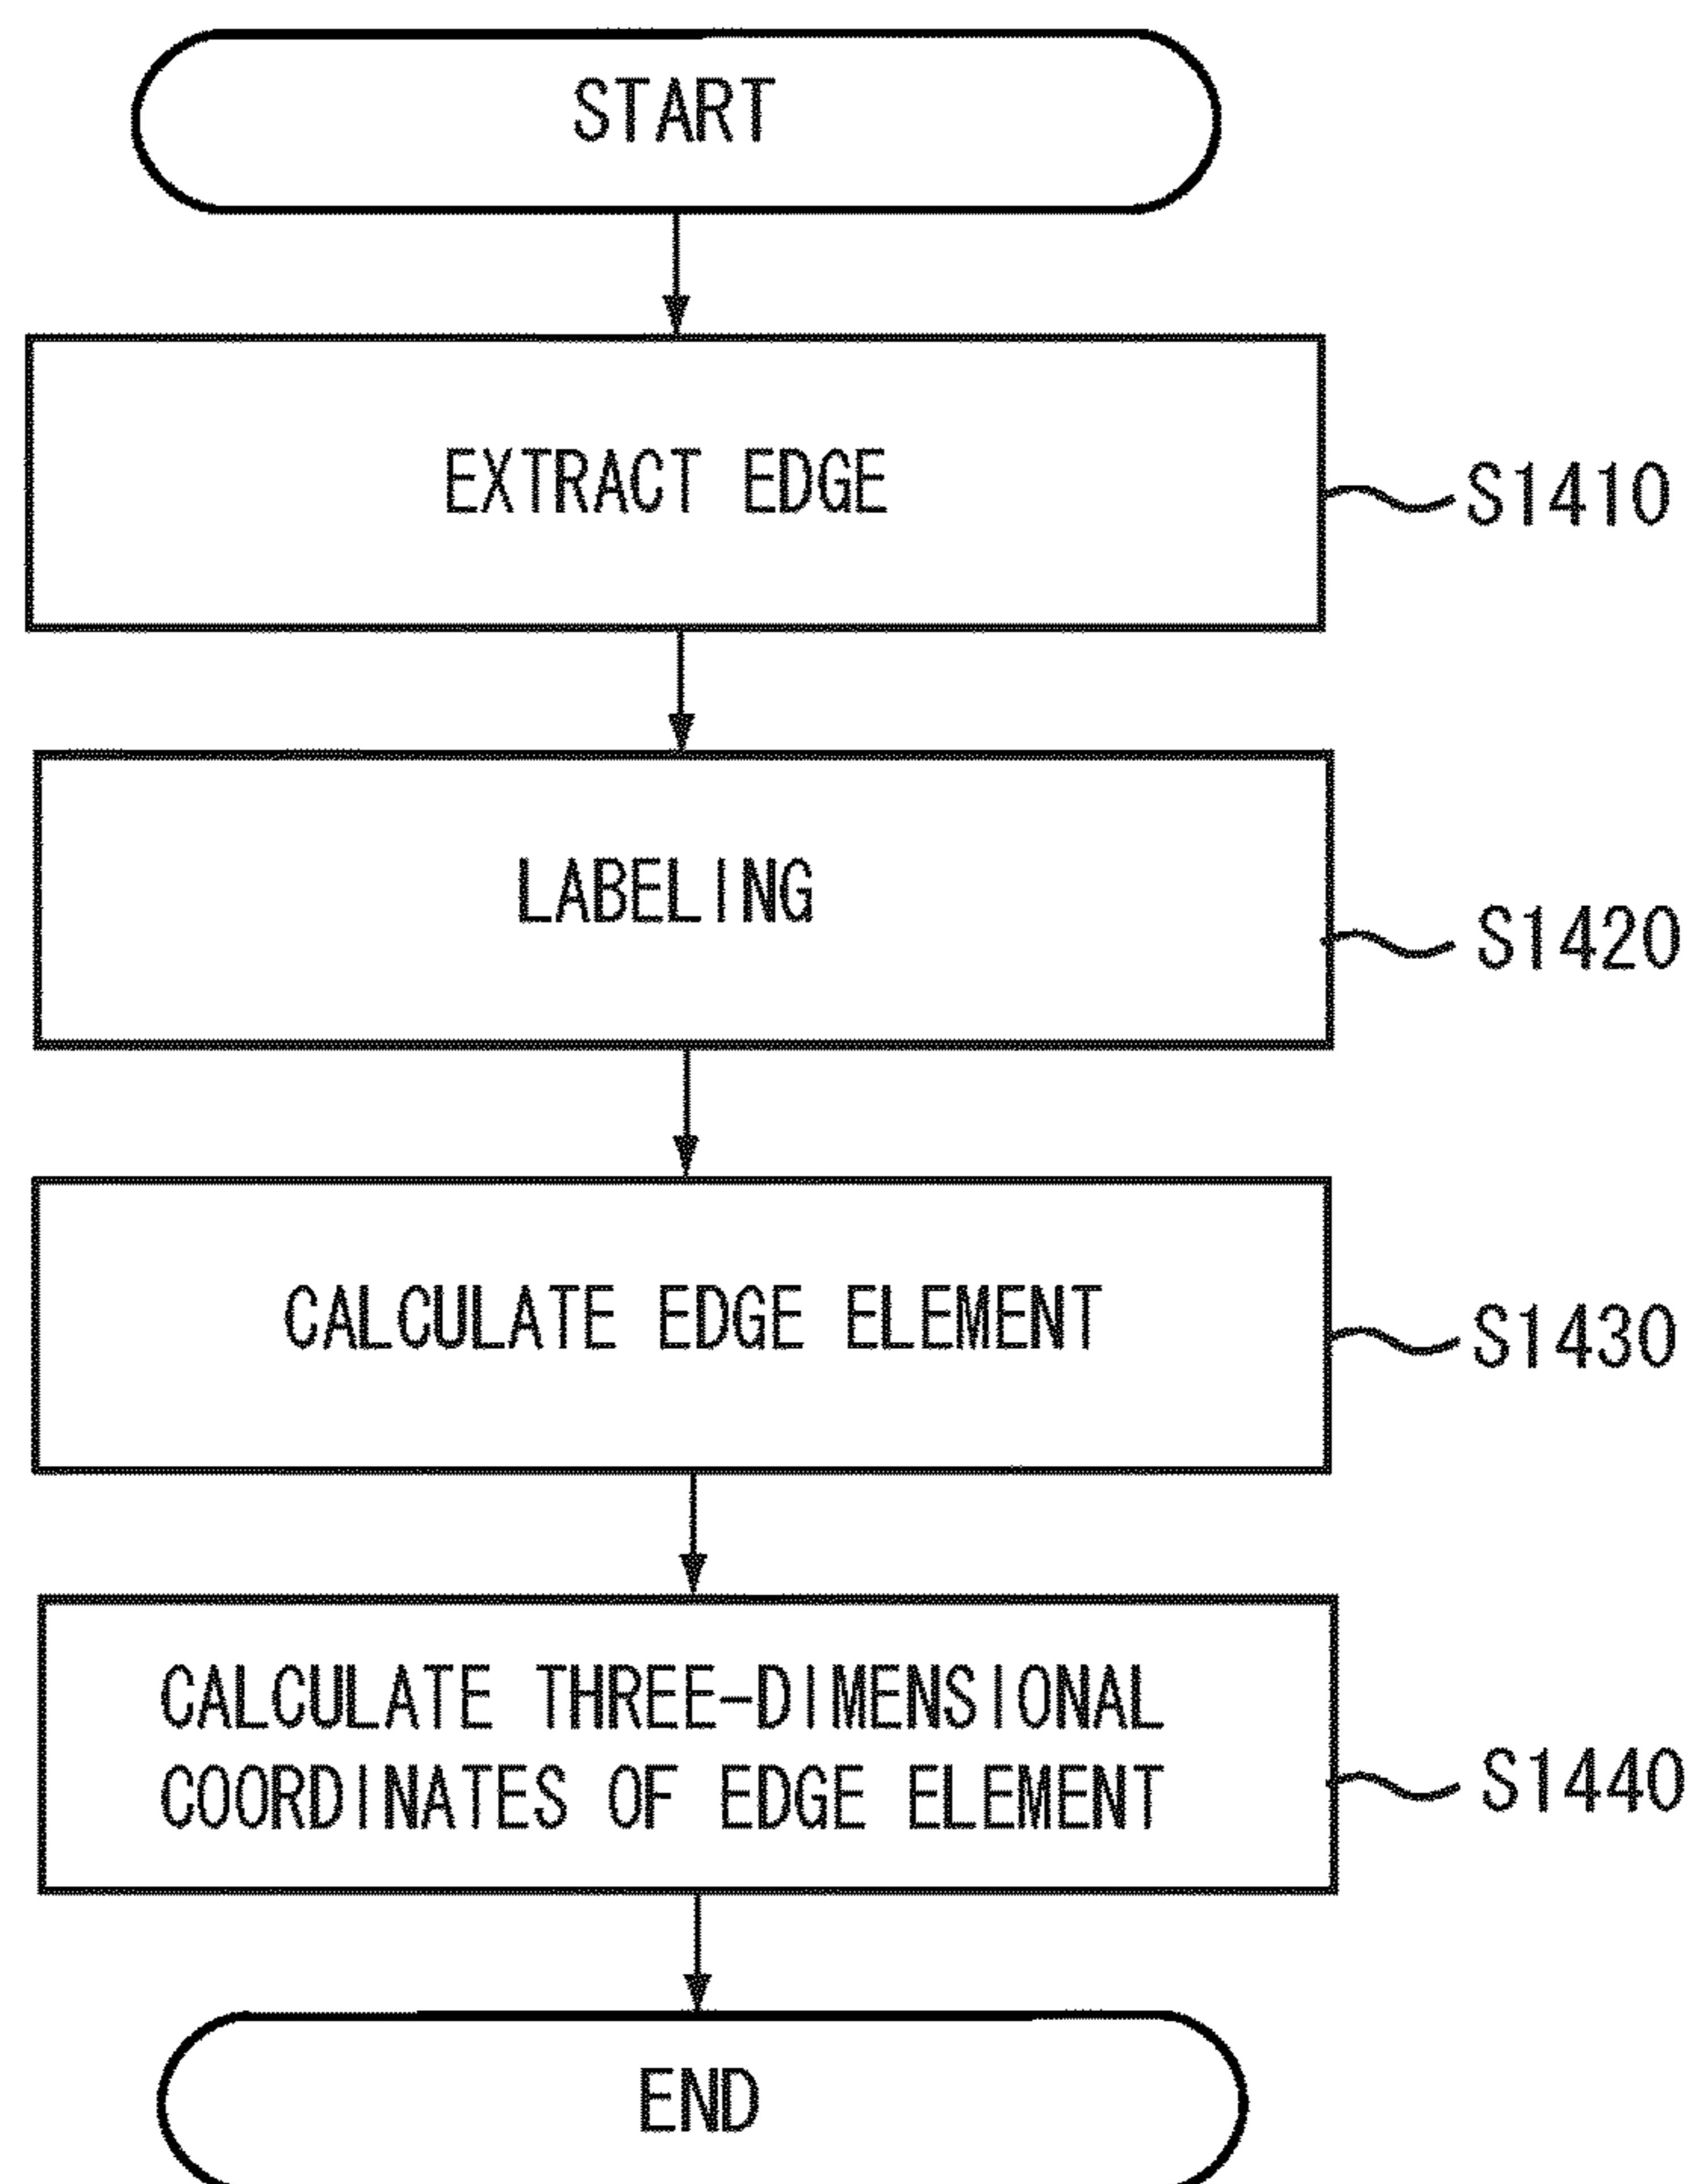 START
EXTRACT EDGE
S1410
LABELING
S1420
CALCULATE EDGE ELEMENT
S1430
CALCULATE THREE-DIMENSIONAL
COORDINATES OF EDGE ELEMENT
S1440
END